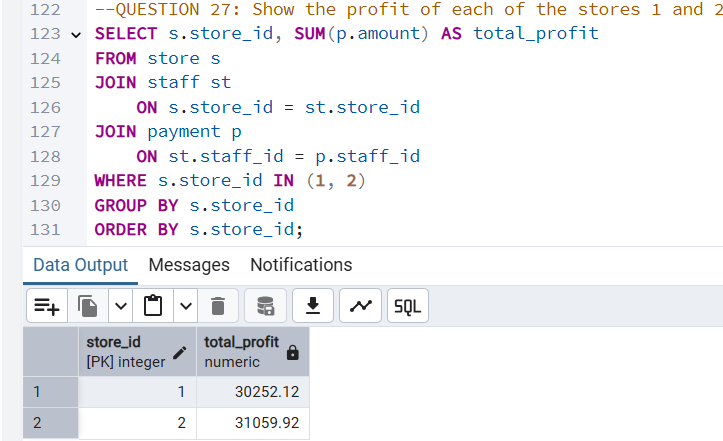 122 --QUESTION 27: Show the profit of each of the stores 1 and 2
123 SELECT s.store_id, SUM(p.amount) AS total_profit
124 FROM store s
125 JOIN staff st
126 ON s.store_id = st.store_id
127 JOIN payment p
128 ON st.staff_id = p.staff_id
129 WHERE s.store_id IN (1, 2)
130 GROUP BY s.store_id
131 ORDER BY s.store_id;
Data Output Messages Notifications
SQL
store_id total_profit
[PK] integer numeric
1 1 30252.12
2 2 31059.92